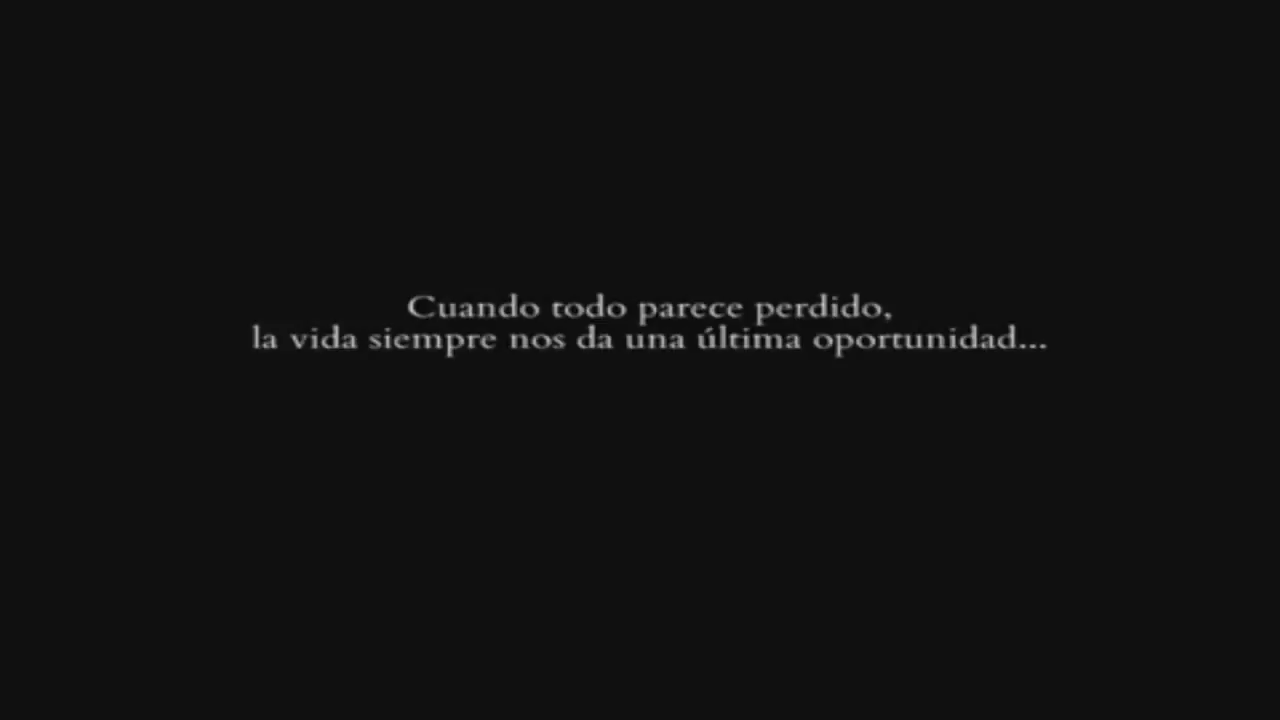 Cuando todo parece perdido,
la vida siempre nos da una última oportunidad...